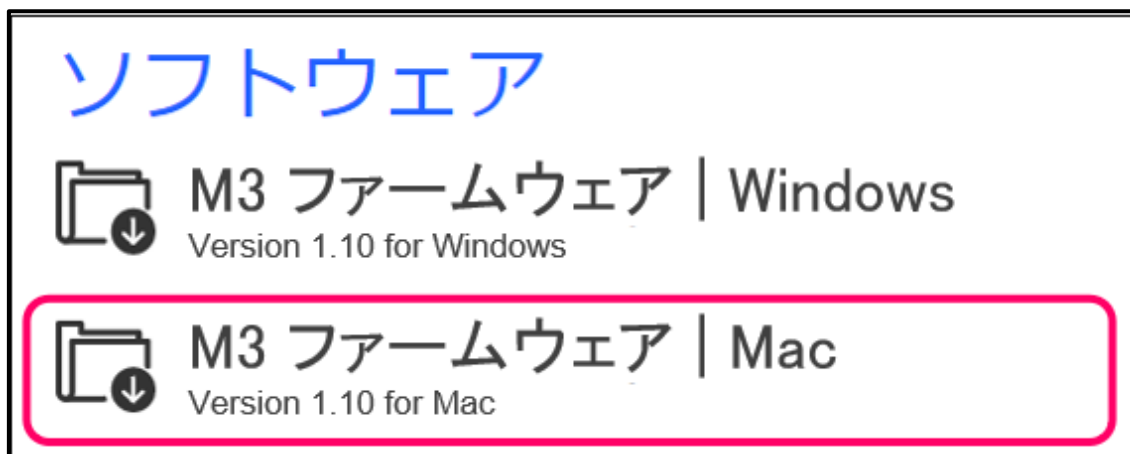 ソフトウェア
M3 ファームウェア | Windows
Version 1.10 for Windows
M3 ファームウェア | Mac
Version 1.10 for Mac